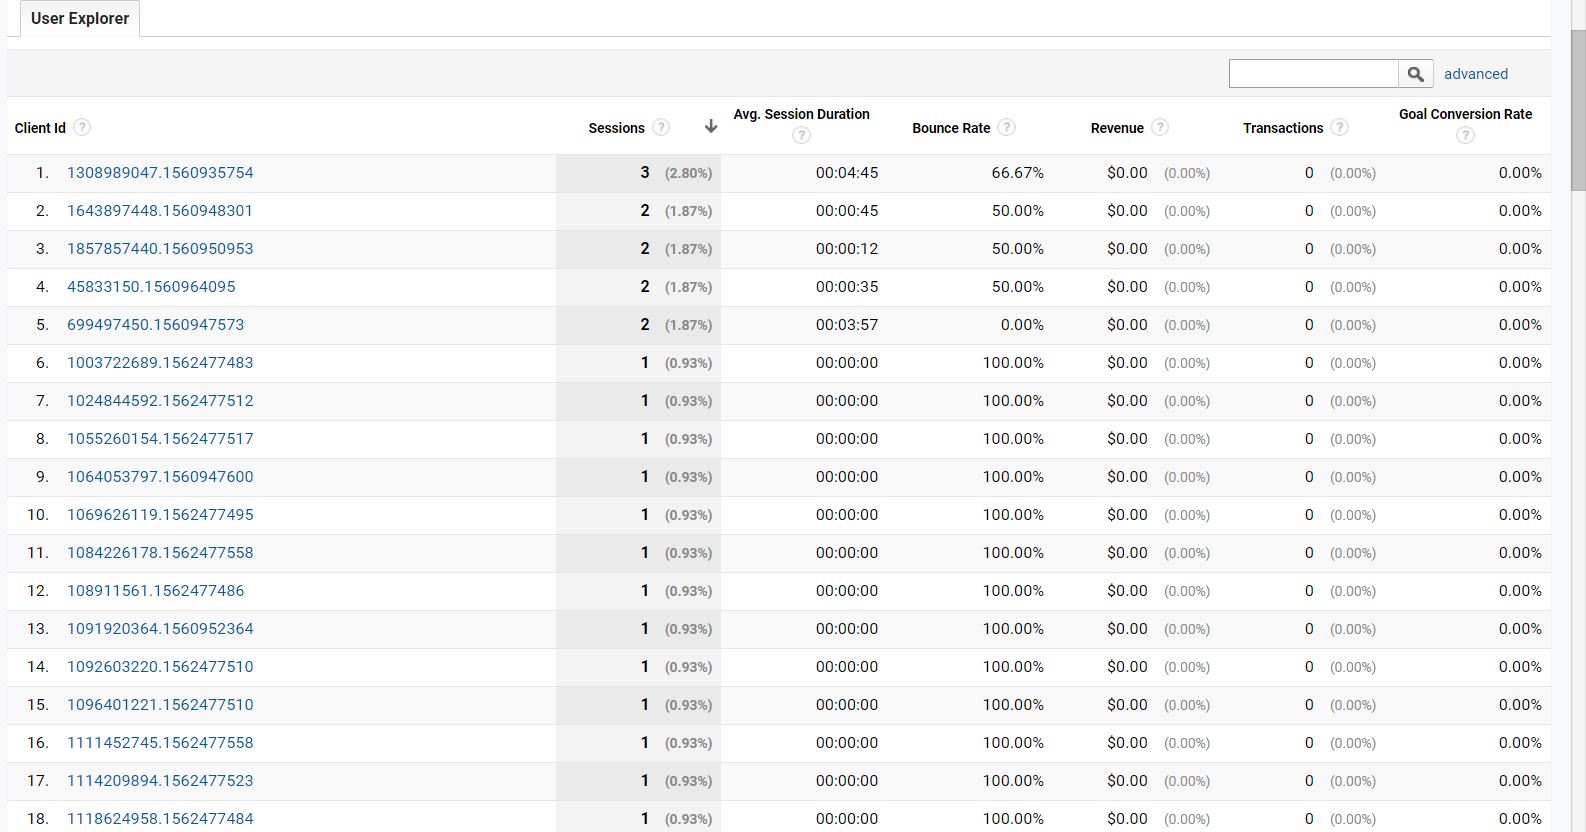 User Explorer
advanced
Client Id ? Sessions ? Avg. Session Duration ? Bounce Rate ? Revenue ? Transactions ? Goal Conversion Rate ?
1. 1308989047.1560935754 3 (2.80%) 00:04:45 66.67% $0.00 (0.00%) 0 (0.00%) 0.00%
2. 1643897448.1560948301 2 (1.87%) 00:00:45 50.00% $0.00 (0.00%) 0 (0.00%) 0.00%
3. 1857857440.1560950953 2 (1.87%) 00:00:12 50.00% $0.00 (0.00%) 0 (0.00%) 0.00%
4. 45833150.1560964095 2 (1.87%) 00:00:35 50.00% $0.00 (0.00%) 0 (0.00%) 0.00%
5. 699497450.1560947573 2 (1.87%) 00:03:57 0.00% $0.00 (0.00%) 0 (0.00%) 0.00%
6. 1003722689.1562477483 1 (0.93%) 00:00:00 100.00% $0.00 (0.00%) 0 (0.00%) 0.00%
7. 1024844592.1562477512 1 (0.93%) 00:00:00 100.00% $0.00 (0.00%) 0 (0.00%) 0.00%
8. 1055260154.1562477517 1 (0.93%) 00:00:00 100.00% $0.00 (0.00%) 0 (0.00%) 0.00%
9. 1064053797.1560947600 1 (0.93%) 00:00:00 100.00% $0.00 (0.00%) 0 (0.00%) 0.00%
10. 1069626119.1562477495 1 (0.93%) 00:00:00 100.00% $0.00 (0.00%) 0 (0.00%) 0.00%
11. 1084226178.1562477558 1 (0.93%) 00:00:00 100.00% $0.00 (0.00%) 0 (0.00%) 0.00%
12. 108911561.1562477486 1 (0.93%) 00:00:00 100.00% $0.00 (0.00%) 0 (0.00%) 0.00%
13. 1091920364.1560952364 1 (0.93%) 00:00:00 100.00% $0.00 (0.00%) 0 (0.00%) 0.00%
14. 1092603220.1562477510 1 (0.93%) 00:00:00 100.00% $0.00 (0.00%) 0 (0.00%) 0.00%
15. 1096401221.1562477510 1 (0.93%) 00:00:00 100.00% $0.00 (0.00%) 0 (0.00%) 0.00%
16. 1111452745.1562477558 1 (0.93%) 00:00:00 100.00% $0.00 (0.00%) 0 (0.00%) 0.00%
17. 1114209894.1562477523 1 (0.93%) 00:00:00 100.00% $0.00 (0.00%) 0 (0.00%) 0.00%
18. 1118624958.1562477484 1 (0.93%) 00:00:00 100.00% $0.00 (0.00%) 0 (0.00%) 0.00%